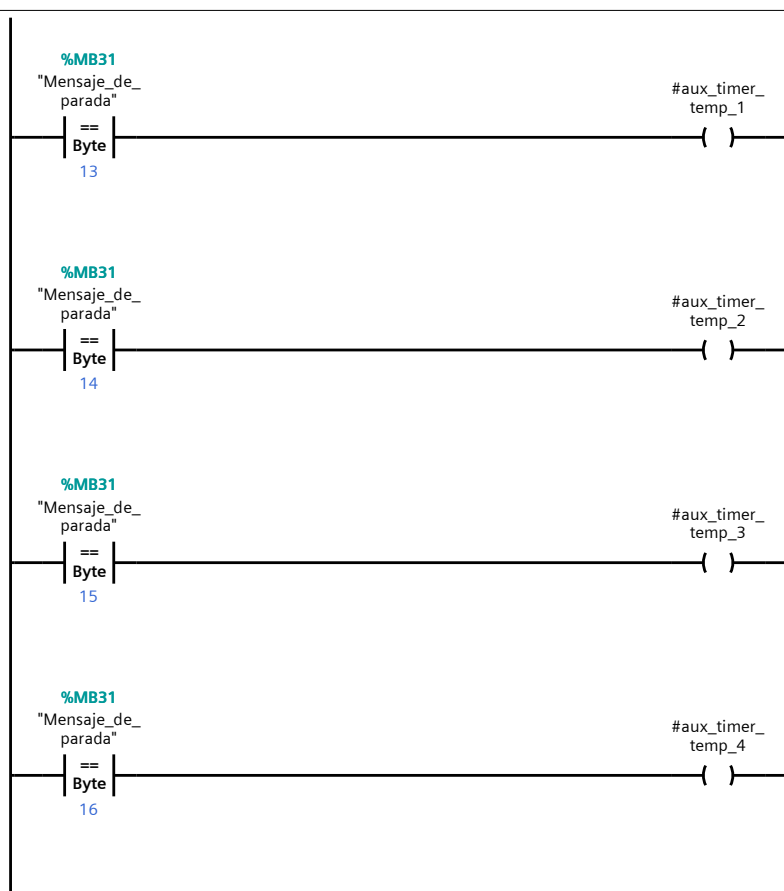 %MB31
"Mensaje_de_
parada"
#aux_timer_
temp_1
==
Byte
13
%MB31
"Mensaje_de_
parada"
#aux_timer_
temp_2
==
Byte
14
%MB31
"Mensaje_de_
parada"
#aux_timer_
temp_3
==
Byte
15
%MB31
"Mensaje_de_
parada"
#aux_timer_
temp_4
==
Byte
16